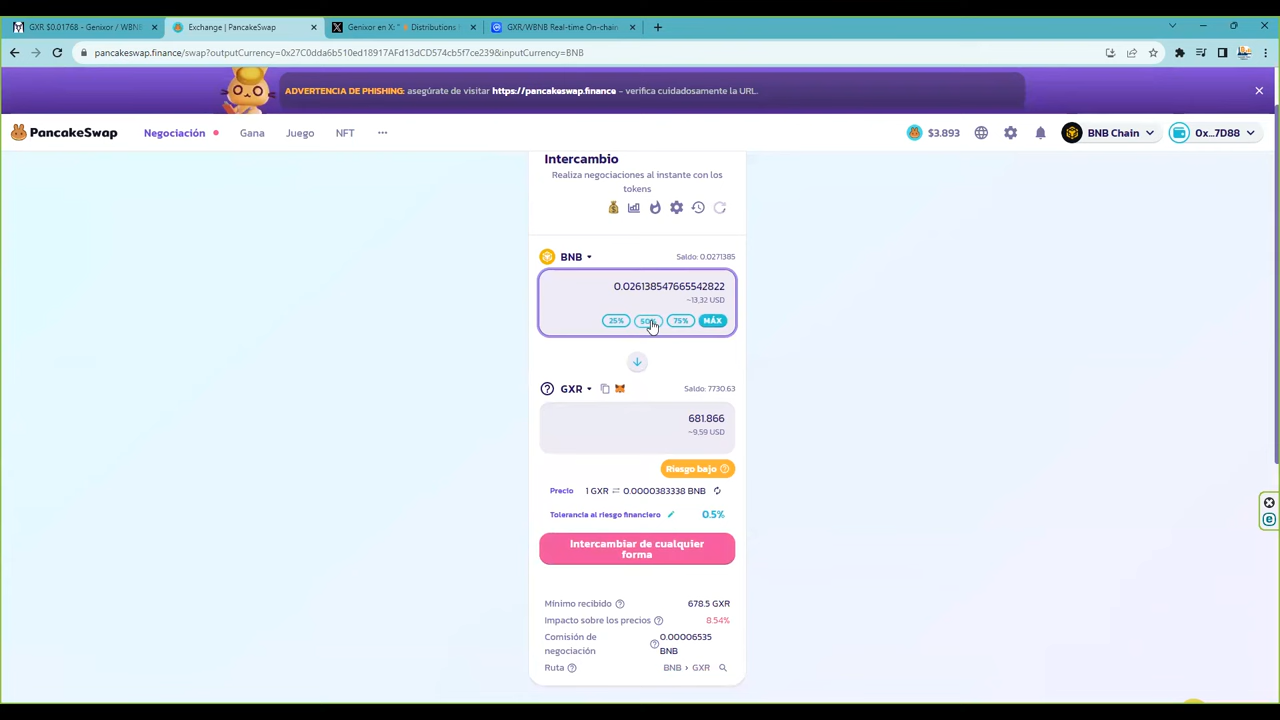 GXR $0.01768 - Genixor / WBNB
Exchange | PancakeSwap
Genixor en X: " Distributions
GXR/WBNB Real-time On-chain
pancakeswap.finance/swap?outputCurrency=0x27C0dda6b510ed18917AFd13dCD574cb5f7ce239&inputCurrency=BNB
ADVERTENCIA DE PHISHING: asegúrate de visitar https://pancakeswap.finance - verifica cuidadosamente la URL.
PancakeSwap
Negociación
Gana
Juego
NFT
$3.893
BNB Chain
0x...7D88
Intercambio
Realiza negociaciones al instante con los
tokens
BNB
Saldo: 0.0271385
0.026138547665542822
~13,32 USD
25%
50%
75%
MÁX
GXR
Saldo: 7730.63
681.866
~9,59 USD
Riesgo bajo
Precio
1 GXR ⇄ 0.0000383338 BNB
Tolerancia al riesgo financiero
0.5%
Intercambiar de cualquier
forma
Mínimo recibido
678.5 GXR
Impacto sobre los precios
8.54%
Comisión de
negociación
0.00006535
BNB
Ruta
BNB › GXR